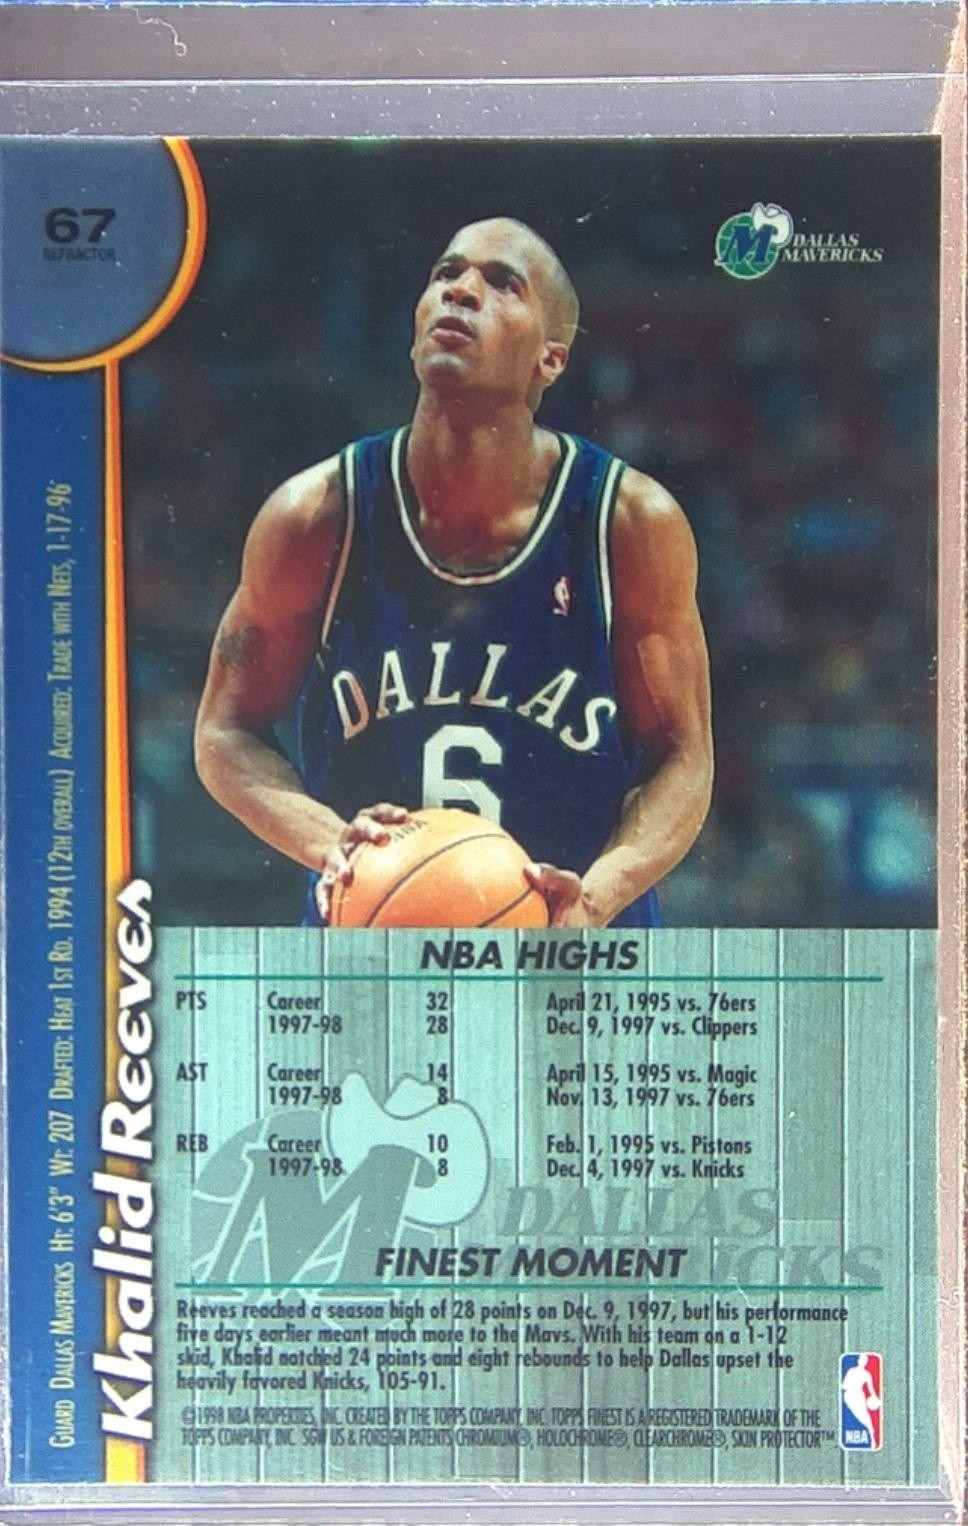 67
REFRACTOR
DALLAS
MAVERICKS
DALLAS
6
NBA
Guard Dallas Mavericks Ht: 6'3" Wt: 207 Drafted: Heat 1st Rd. 1994 (12th overall) Acquired: Trade with Nets, 1-17-96
Khalid Reeves
NBA HIGHS
PTS Career 32 April 21, 1995 vs. 76ers
1997-98 28 Dec. 9, 1997 vs. Clippers
AST Career 14 April 15, 1995 vs. Magic
1997-98 8 Nov. 13, 1997 vs. 76ers
REB Career 10 Feb. 1, 1995 vs. Pistons
1997-98 8 Dec. 4, 1997 vs. Knicks
DALLAS
FINEST MOMENT
Reeves reached a season high of 28 points on Dec. 9, 1997, but his performance
five days earlier meant much more to the Mavs. With his team on a 1-12
skid, Khalid notched 24 points and eight rebounds to help Dallas upset the
heavily favored Knicks, 105-91.
©1998 NBA PROPERTIES, INC. CREATED BY THE TOPPS COMPANY, INC. TOPPS FINEST IS A REGISTERED TRADEMARK OF THE
TOPPS COMPANY, INC. SGW US & FOREIGN PATENTS CHROMIUM®, HOLOCHROME®, CLEARCHROME®, SKIN PROTECTOR™
NBA